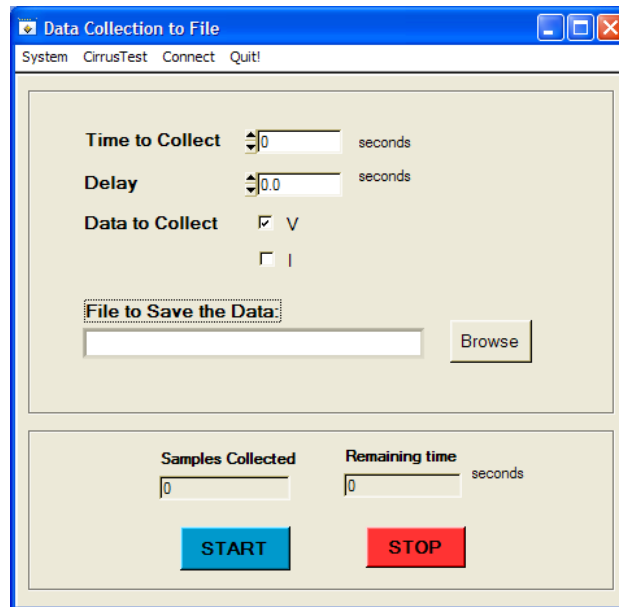 Data Collection to File
System CirrusTest Connect Quit!
Time to Collect 0 seconds
Delay 0.0 seconds
Data to Collect V
I
File to Save the Data:
Browse
Samples Collected Remaining time
0 0 seconds
START STOP